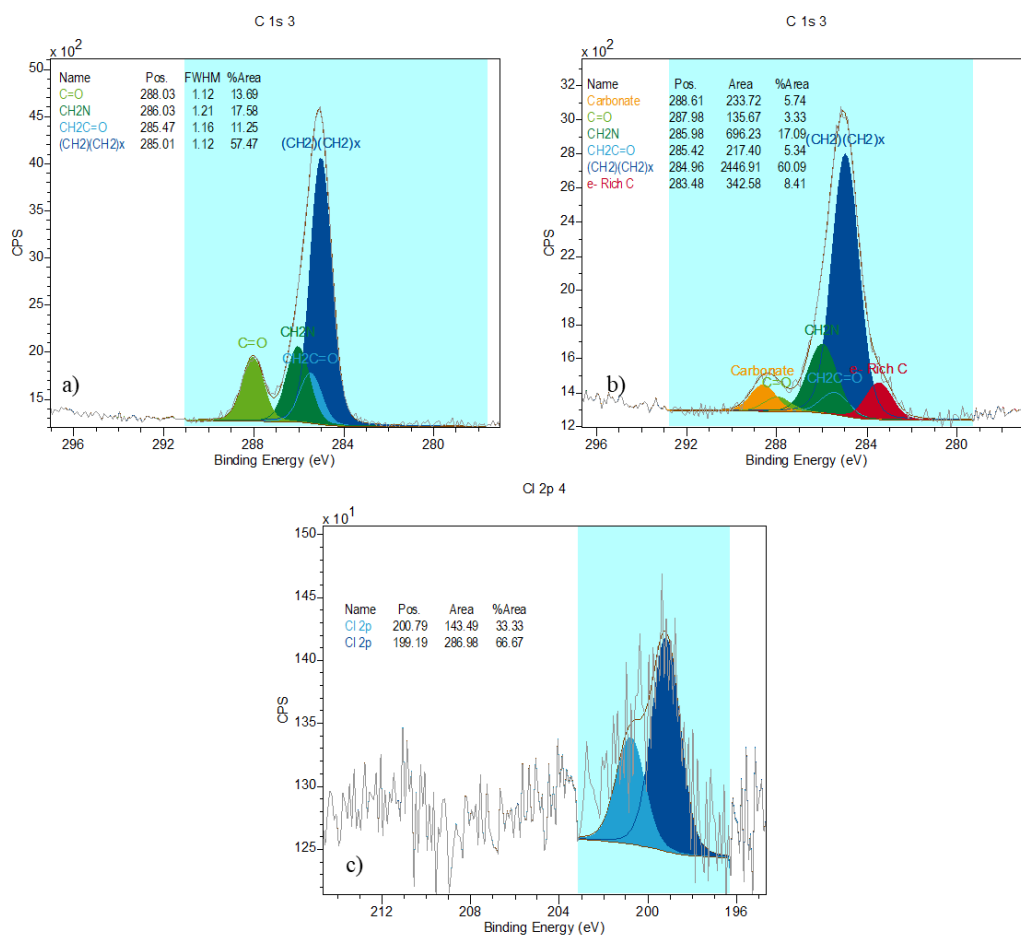 C 1s 3
x 10²
Name Pos. FWHM %Area
C=O 288.03 1.12 13.69
CH2N 286.03 1.21 17.58
CH2C=O 285.47 1.16 11.25
(CH2)(CH2)x 285.01 1.12 57.47
(CH2)(CH2)x
C=O
CH2N
CH2C=O
a)
CPS
50
45
40
35
30
25
20
15
296 292 288 284 280
Binding Energy (eV)
C 1s 3
x 10²
Name Pos. Area %Area
Carbonate 288.61 233.72 5.74
C=O 287.98 135.67 3.33
CH2N 285.98 696.23 17.09
CH2C=O 285.42 217.40 5.34
(CH2)(CH2)x 284.96 2446.91 60.09
e- Rich C 283.48 342.58 8.41
(CH2)(CH2)x
CH2N
Carbonate
C=O
CH2C=O
e- Rich C
b)
CPS
32
30
28
26
24
22
20
18
16
14
12
296 292 288 284 280
Binding Energy (eV)
Cl 2p 4
x 10¹
Name Pos. Area %Area
Cl 2p 200.79 143.49 33.33
Cl 2p 199.19 286.98 66.67
c)
CPS
150
145
140
135
130
125
212 208 204 200 196
Binding Energy (eV)